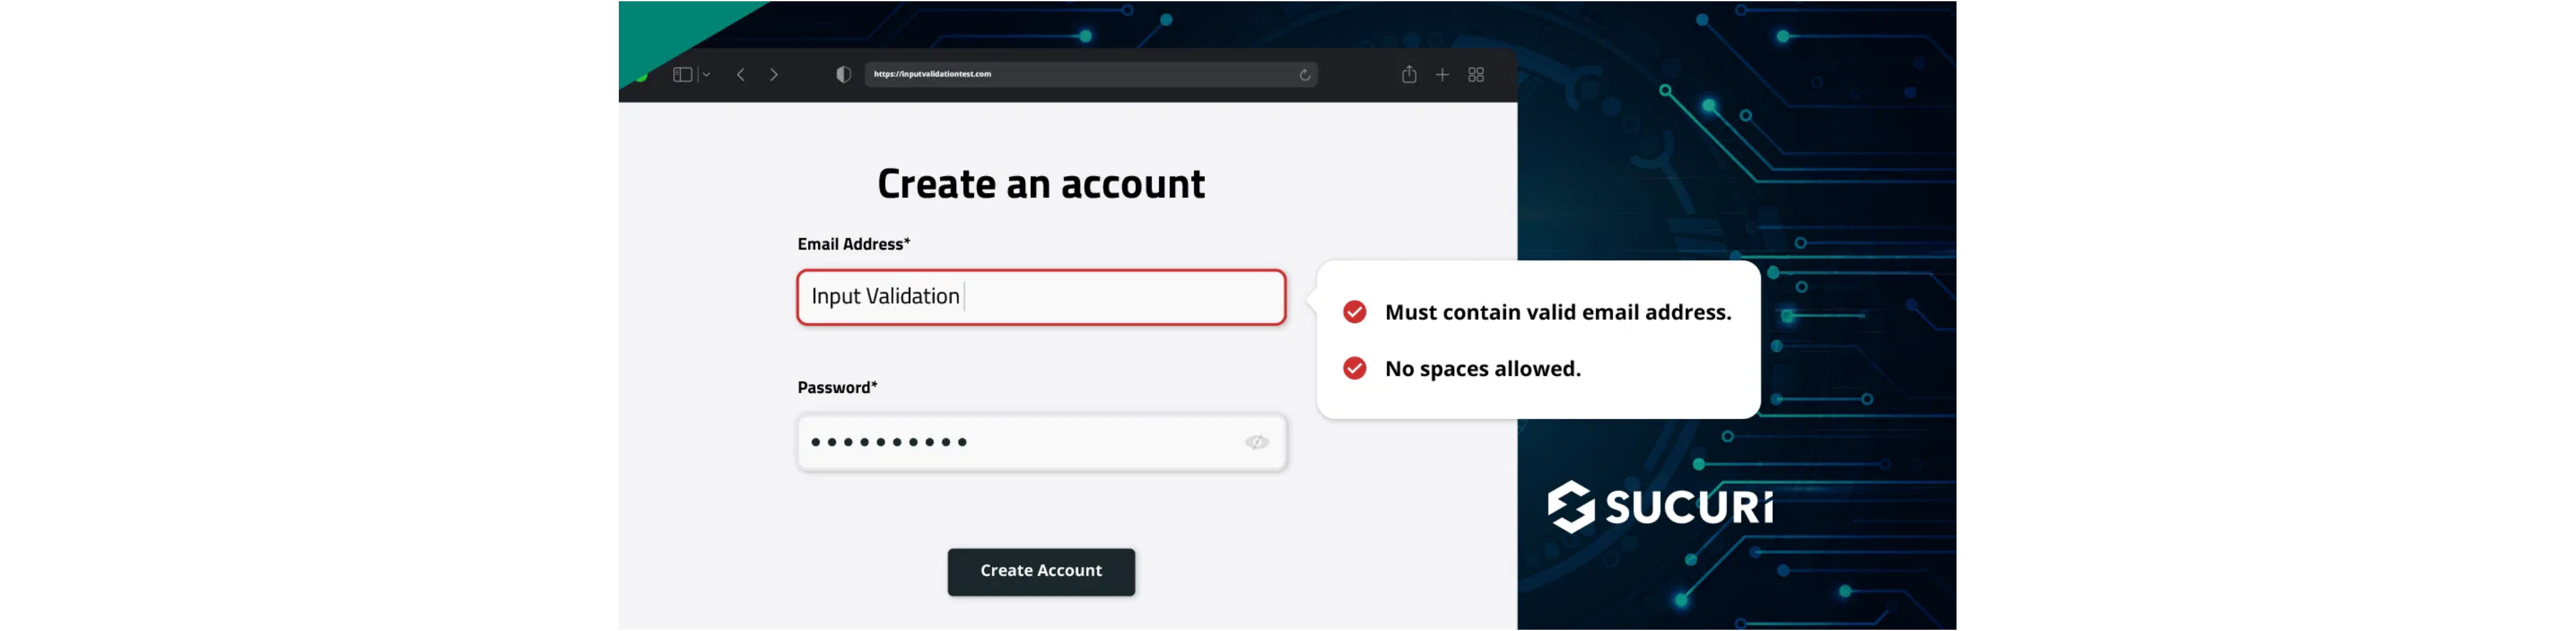 https://inputvalidationtest.com
Create an account
Email Address*
Input Validation
Must contain valid email address.
No spaces allowed.
Password*
Create Account
SUCURi